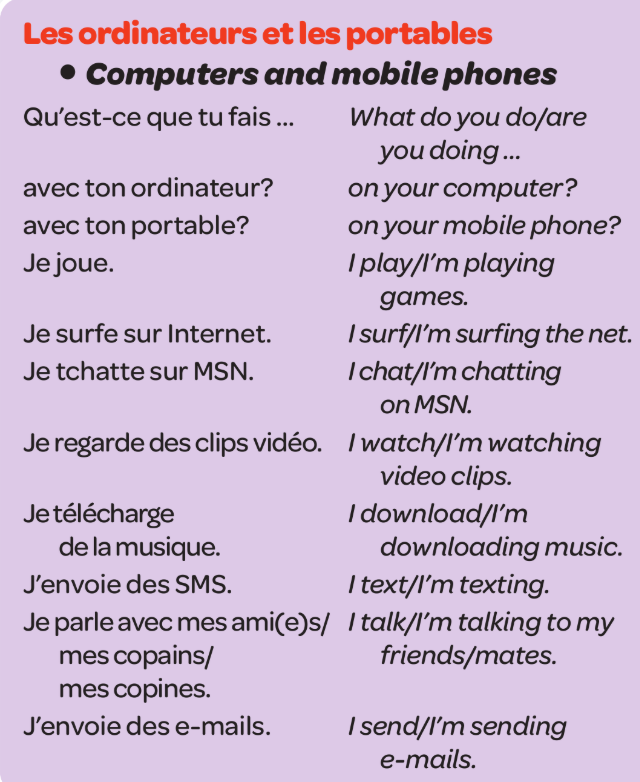 Les ordinateurs et les portables
• Computers and mobile phones
Qu'est-ce que tu fais ... What do you do/are
you doing ...
avec ton ordinateur? on your computer?
avec ton portable? on your mobile phone?
Je joue. I play/I'm playing
games.
Je surfe sur Internet. I surf/I'm surfing the net.
Je tchatte sur MSN. I chat/I'm chatting
on MSN.
Je regarde des clips vidéo. I watch/I'm watching
video clips.
Je télécharge I download/I'm
de la musique. downloading music.
J'envoie des SMS. I text/I'm texting.
Je parle avec mes ami(e)s/ I talk/I'm talking to my
mes copains/ friends/mates.
mes copines.
J'envoie des e-mails. I send/I'm sending
e-mails.